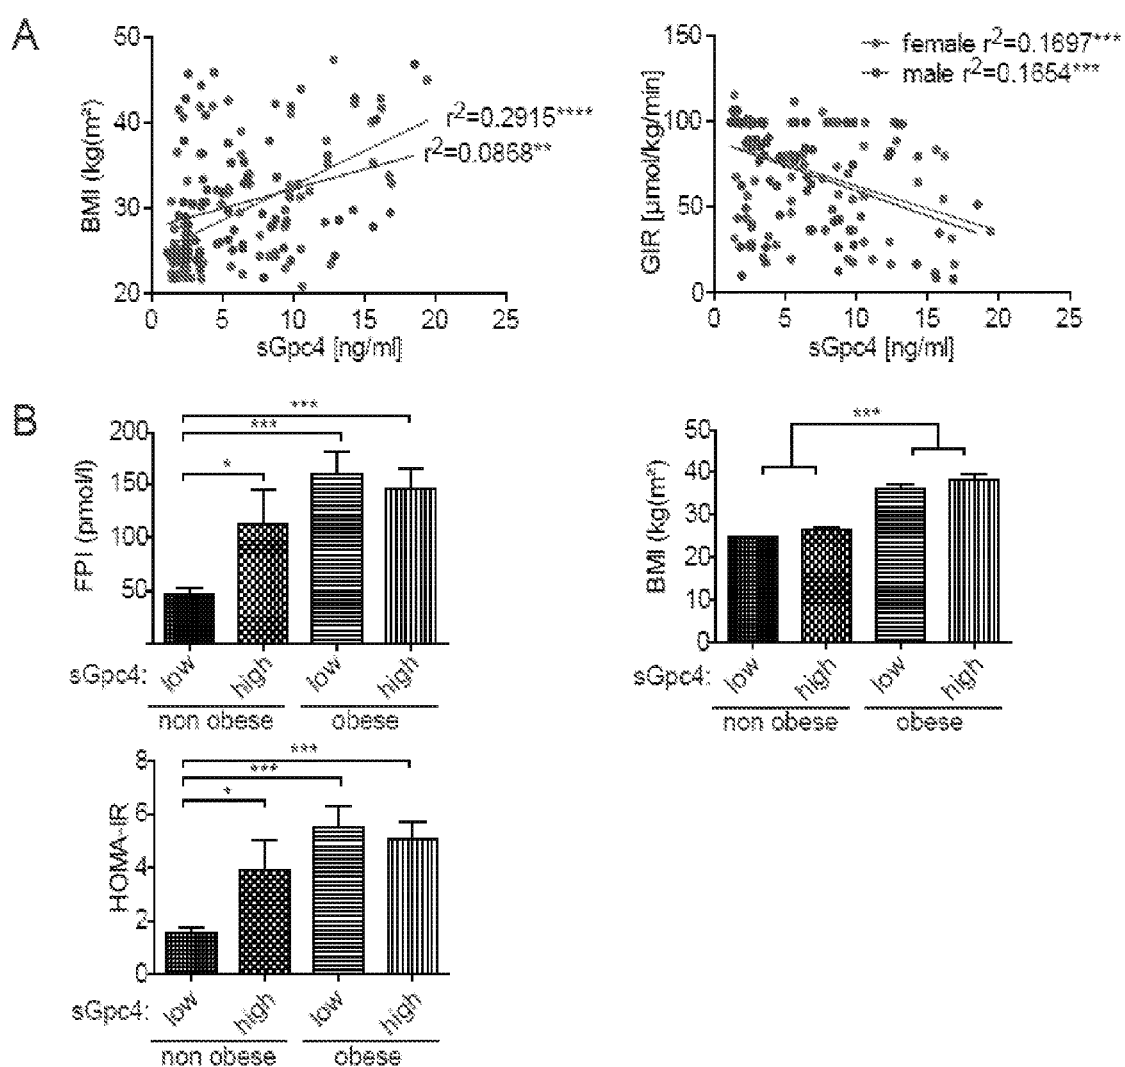 A
BMI (kg(m²)
50
40
30
20
0 5 10 15 20 25
sGpc4 [ng/ml]
r²=0.2915****
r²=0.0868**
GIR [µmol/kg/min]
150
100
50
0
0 5 10 15 20 25
sGpc4 [ng/ml]
female r²=0.1697***
male r²=0.1654***
B
FPI (pmol/l)
200
150
100
50
***
***
*
sGpc4: low high low high
non obese obese
BMI (kg(m²)
50
40
30
20
10
0
***
sGpc4: low high low high
non obese obese
HOMA-IR
8
6
4
2
0
***
***
*
sGpc4: low high low high
non obese obese